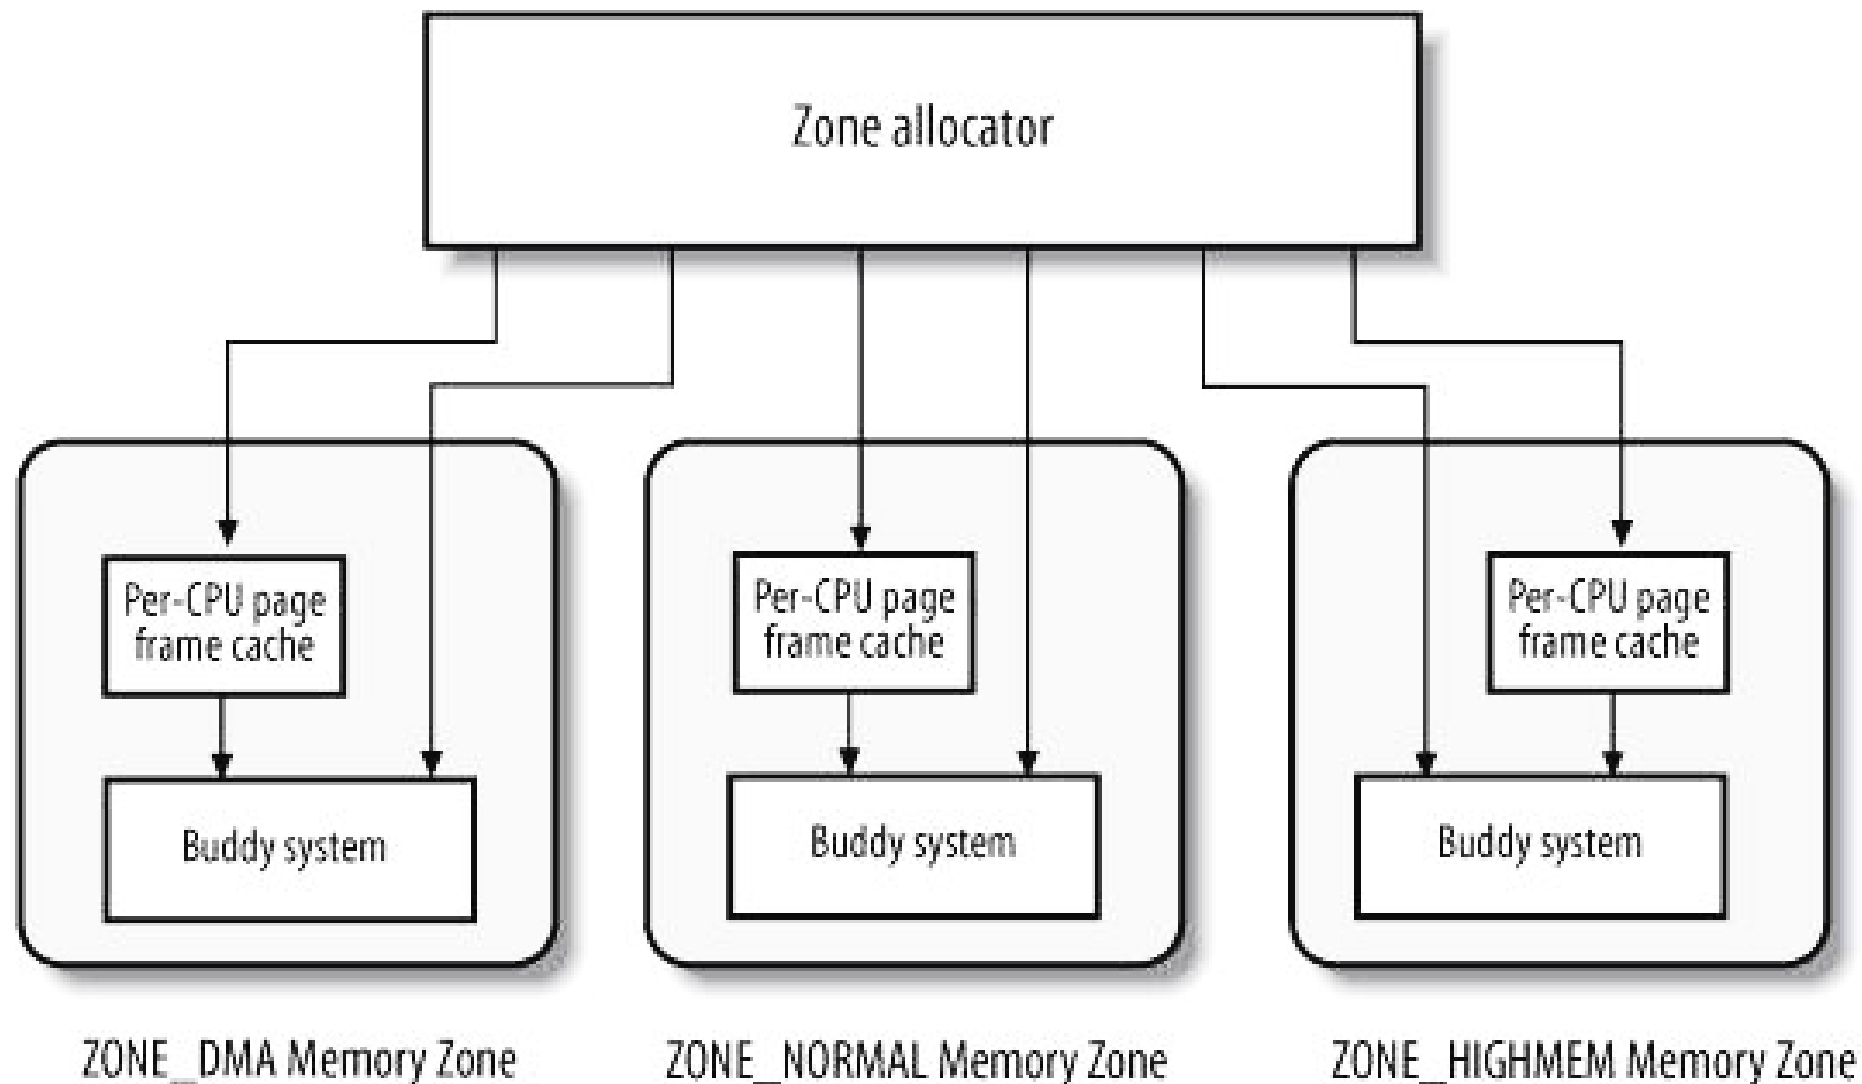 Zone allocator
Per-CPU page
frame cache
Buddy system
Per-CPU page
frame cache
Buddy system
Per-CPU page
frame cache
Buddy system
ZONE_DMA Memory Zone
ZONE_NORMAL Memory Zone
ZONE_HIGHMEM Memory Zone